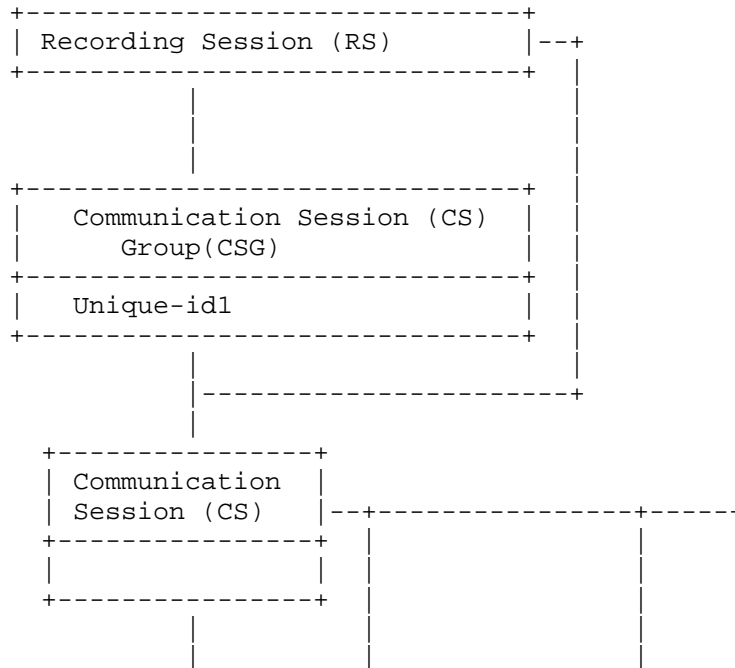 Recording Session (RS)
Communication Session (CS)
Group(CSG)
Unique-id1
Communication
Session (CS)